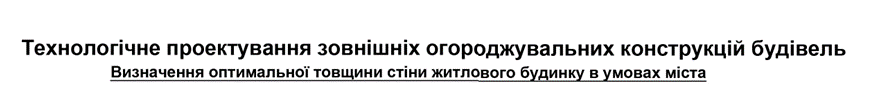 Технологічне проектування зовнішніх огороджувальних конструкцій будівель
Визначення оптимальної товщини стіни житлового будинку в умовах міста